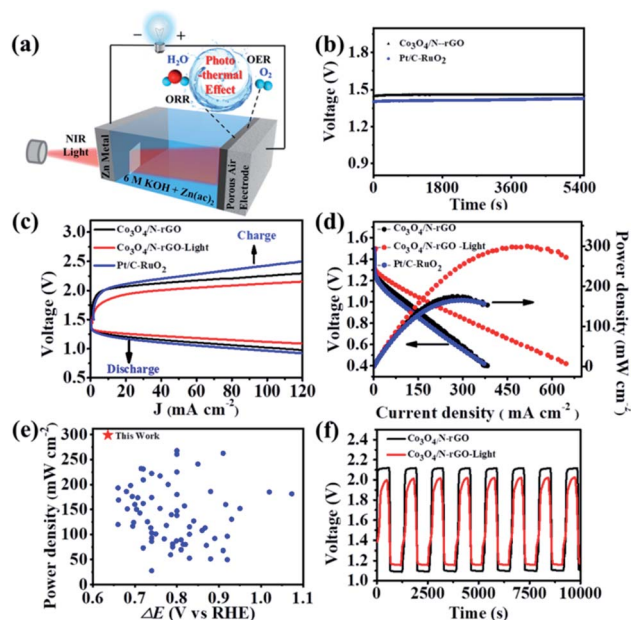 (a)
− +
H2O
OER
Photo
-thermal
Effect
O2
ORR
NIR
Light
Zn Metal
6 M KOH + Zn(ac)2
Porous Air
Electrode
(b)
Co3O4/N--rGO
Pt/C-RuO2
Voltage (V)
1.8
1.5
1.2
0.9
0 1800 3600 5400
Time (s)
(c)
Co3O4/N-rGO
Co3O4/N-rGO-Light
Pt/C-RuO2
Charge
Discharge
Voltage (V)
3.0
2.5
2.0
1.5
1.0
0.5
0 20 40 60 80 100 120
J (mA cm-2)
(d)
Co3O4/N-rGO
Co3O4/N-rGO -Light
Pt/C-RuO2
Voltage (V)
1.6
1.4
1.2
1.0
0.8
0.6
0.4
0 150 300 450 600
Current density ( mA cm-2)
300
200
100
0
Power density (mW cm-2)
(e)
This Work
Power density (mW cm-2)
400
350
300
250
200
150
100
50
0
0.6 0.7 0.8 0.9 1.0 1.1
ΔE (V vs RHE)
(f)
Co3O4/N-rGO
Co3O4/N-rGO-Light
Voltage (V)
2.4
2.2
2.0
1.8
1.6
1.4
1.2
1.0
0 2500 5000 7500 10000
Time (s)